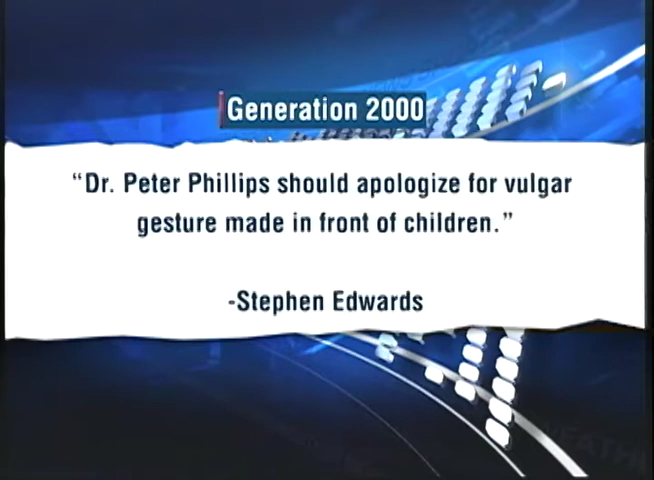 Generation 2000
“Dr. Peter Phillips should apologize for vulgar
gesture made in front of children.”
-Stephen Edwards